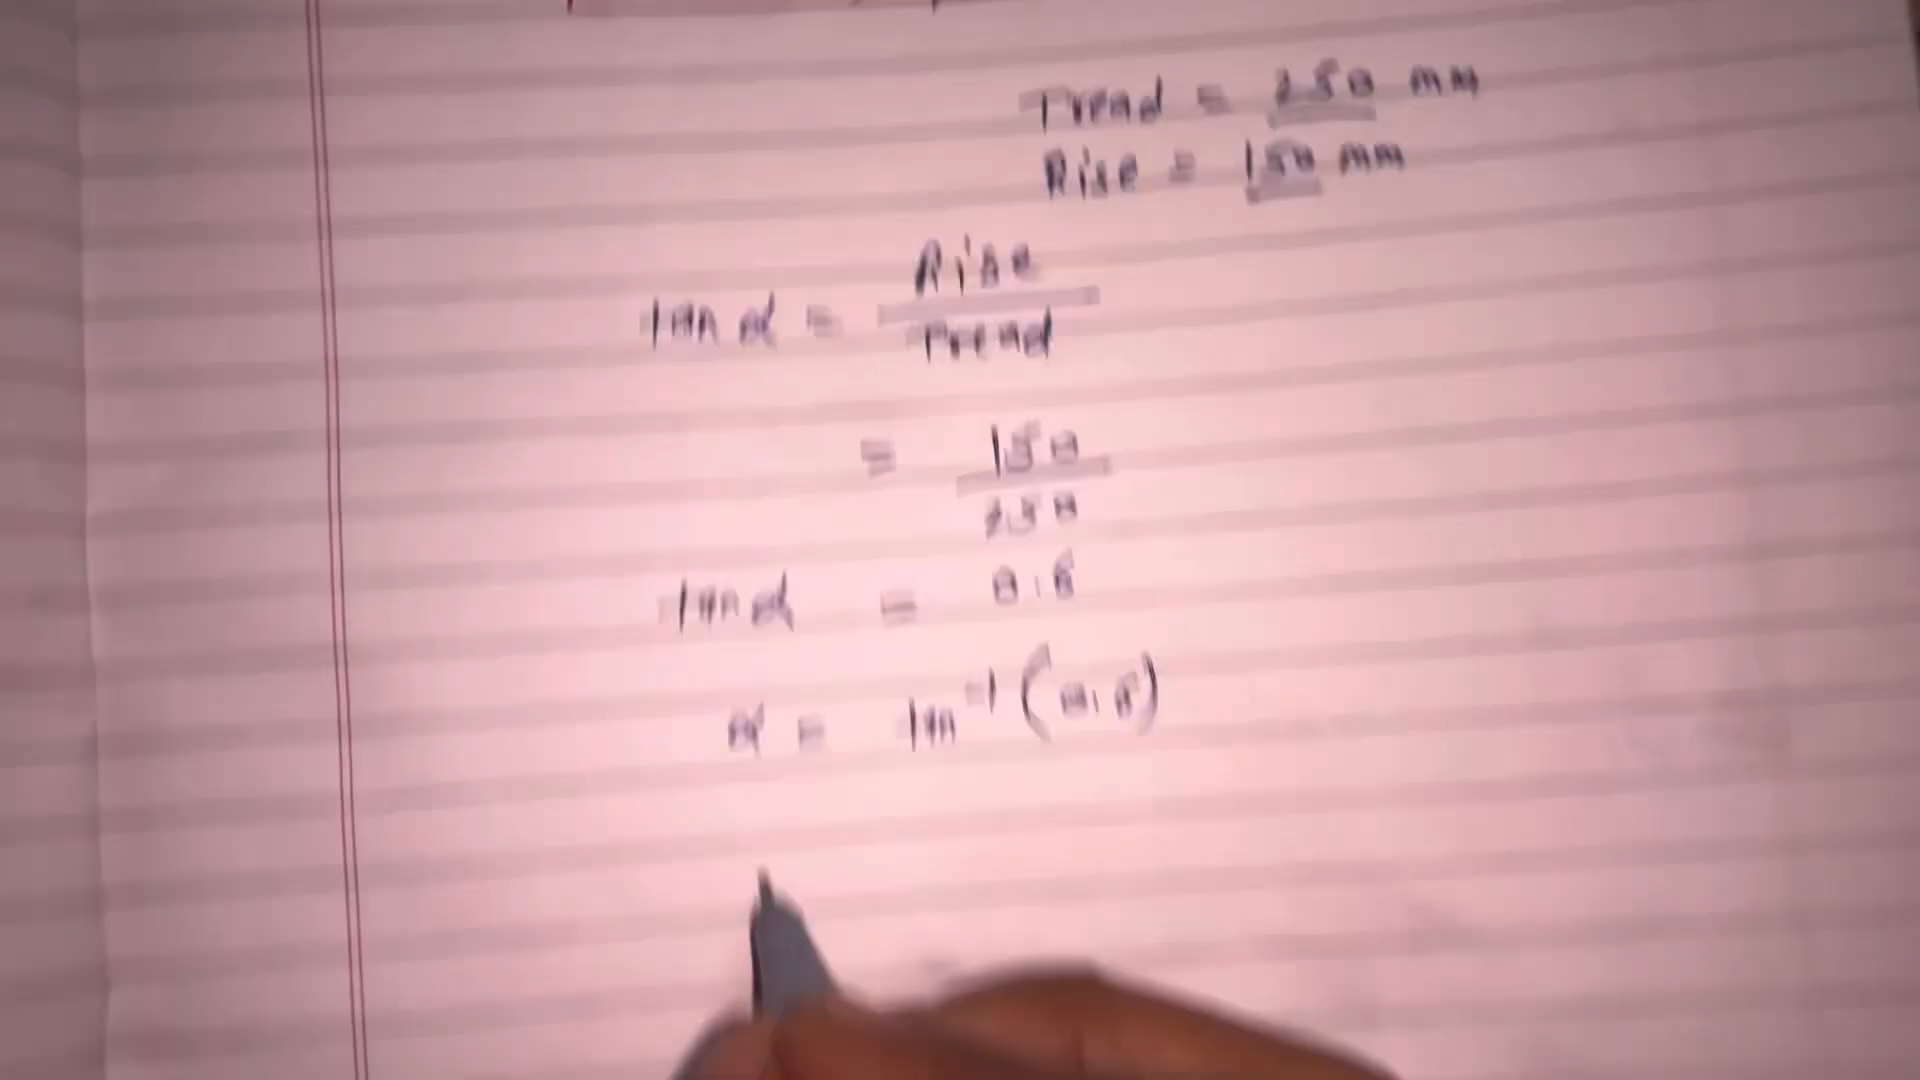 Tread = 250 mm
Rise = 150 mm
tan α = Rise / Tread
= 150 / 250
tan α = 0.6
α = tan⁻¹ (0.6)